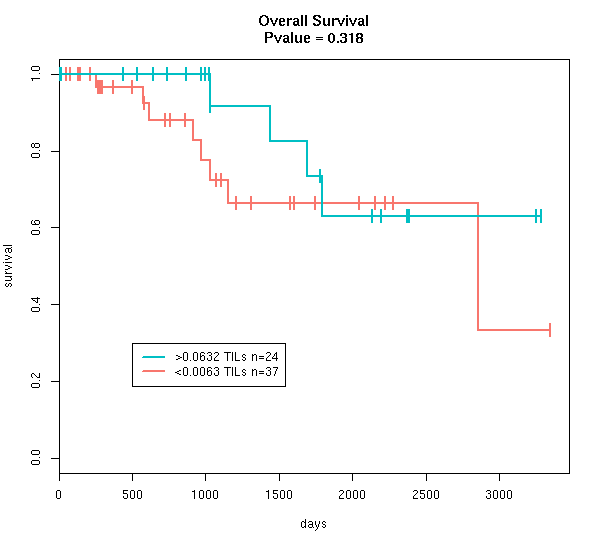 Overall Survival
Pvalue = 0.318
1.0
0.8
0.6
0.4
0.2
0.0
survival
>0.0632 TILs n=24
<0.0063 TILs n=37
0 500 1000 1500 2000 2500 3000
days